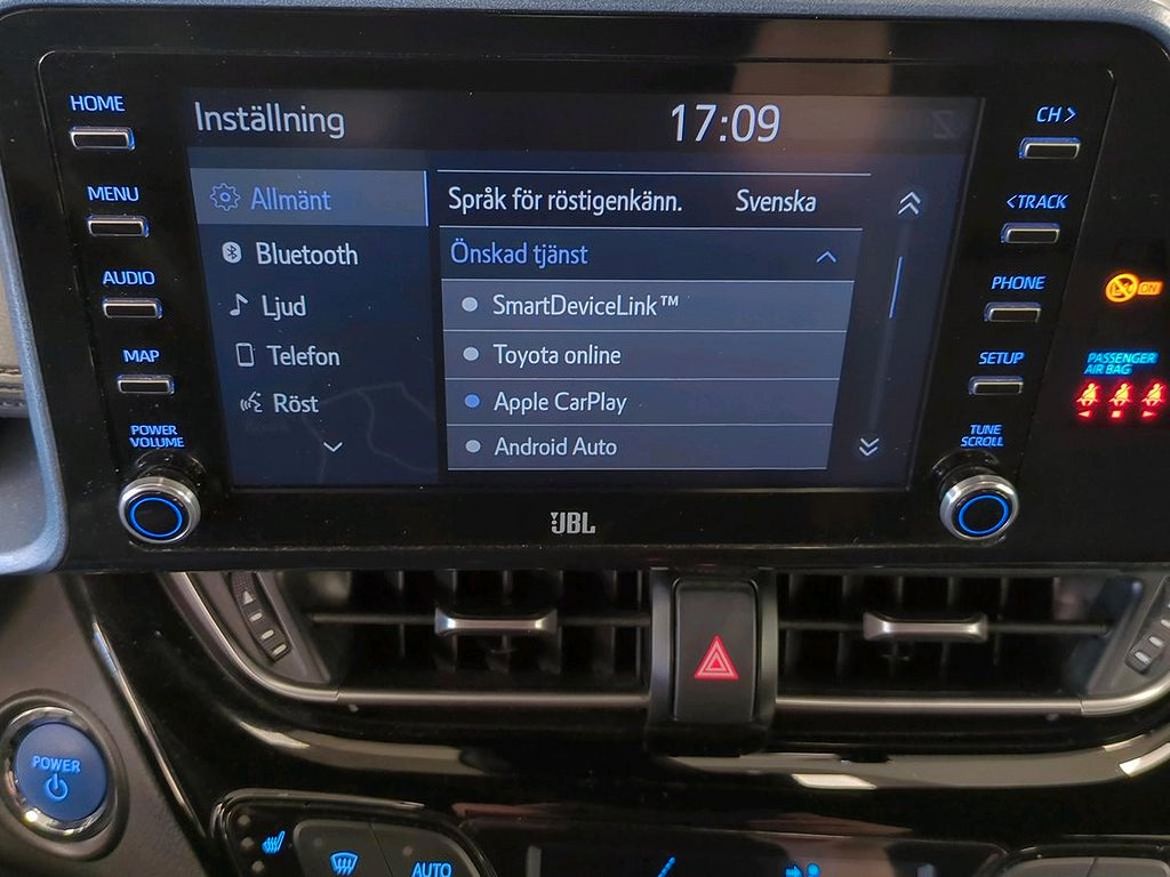 HOME
MENU
AUDIO
MAP
POWER
VOLUME
Inställning
17:09
Allmänt
Bluetooth
Ljud
Telefon
Röst
Språk för röstigenkänn. Svenska
Önskad tjänst
SmartDeviceLink™
Toyota online
Apple CarPlay
Android Auto
CH >
< TRACK
PHONE
SETUP
TUNE
SCROLL
ON
PASSENGER
AIR BAG
JBL
POWER
AUTO